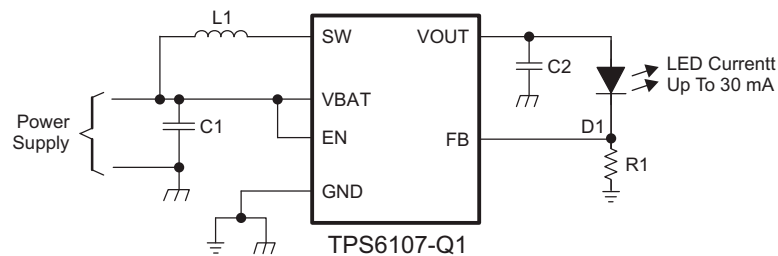 L1
SW
VOUT
C2
LED Currentt
Up To 30 mA
Power
Supply
C1
VBAT
EN
FB
D1
R1
GND
TPS6107-Q1